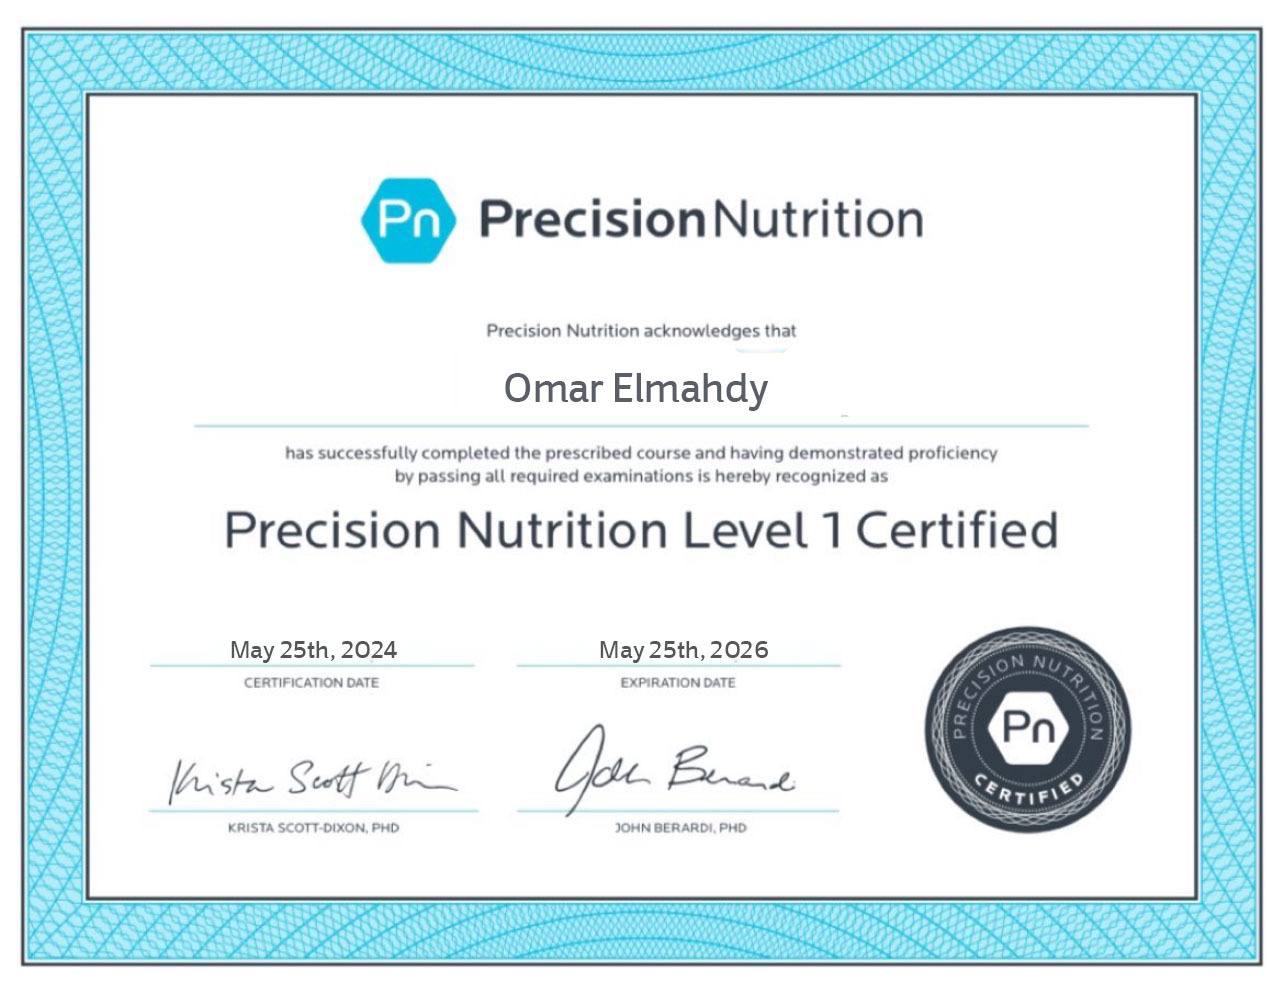 Pn PrecisionNutrition
Precision Nutrition acknowledges that
Omar Elmahdy
has successfully completed the prescribed course and having demonstrated proficiency
by passing all required examinations is hereby recognized as
Precision Nutrition Level 1 Certified
May 25th, 2024
CERTIFICATION DATE
May 25th, 2026
EXPIRATION DATE
Krista Scott Dixon
KRISTA SCOTT-DIXON, PHD
John Berardi
JOHN BERARDI, PHD
PRECISION NUTRITION
Pn
CERTIFIED